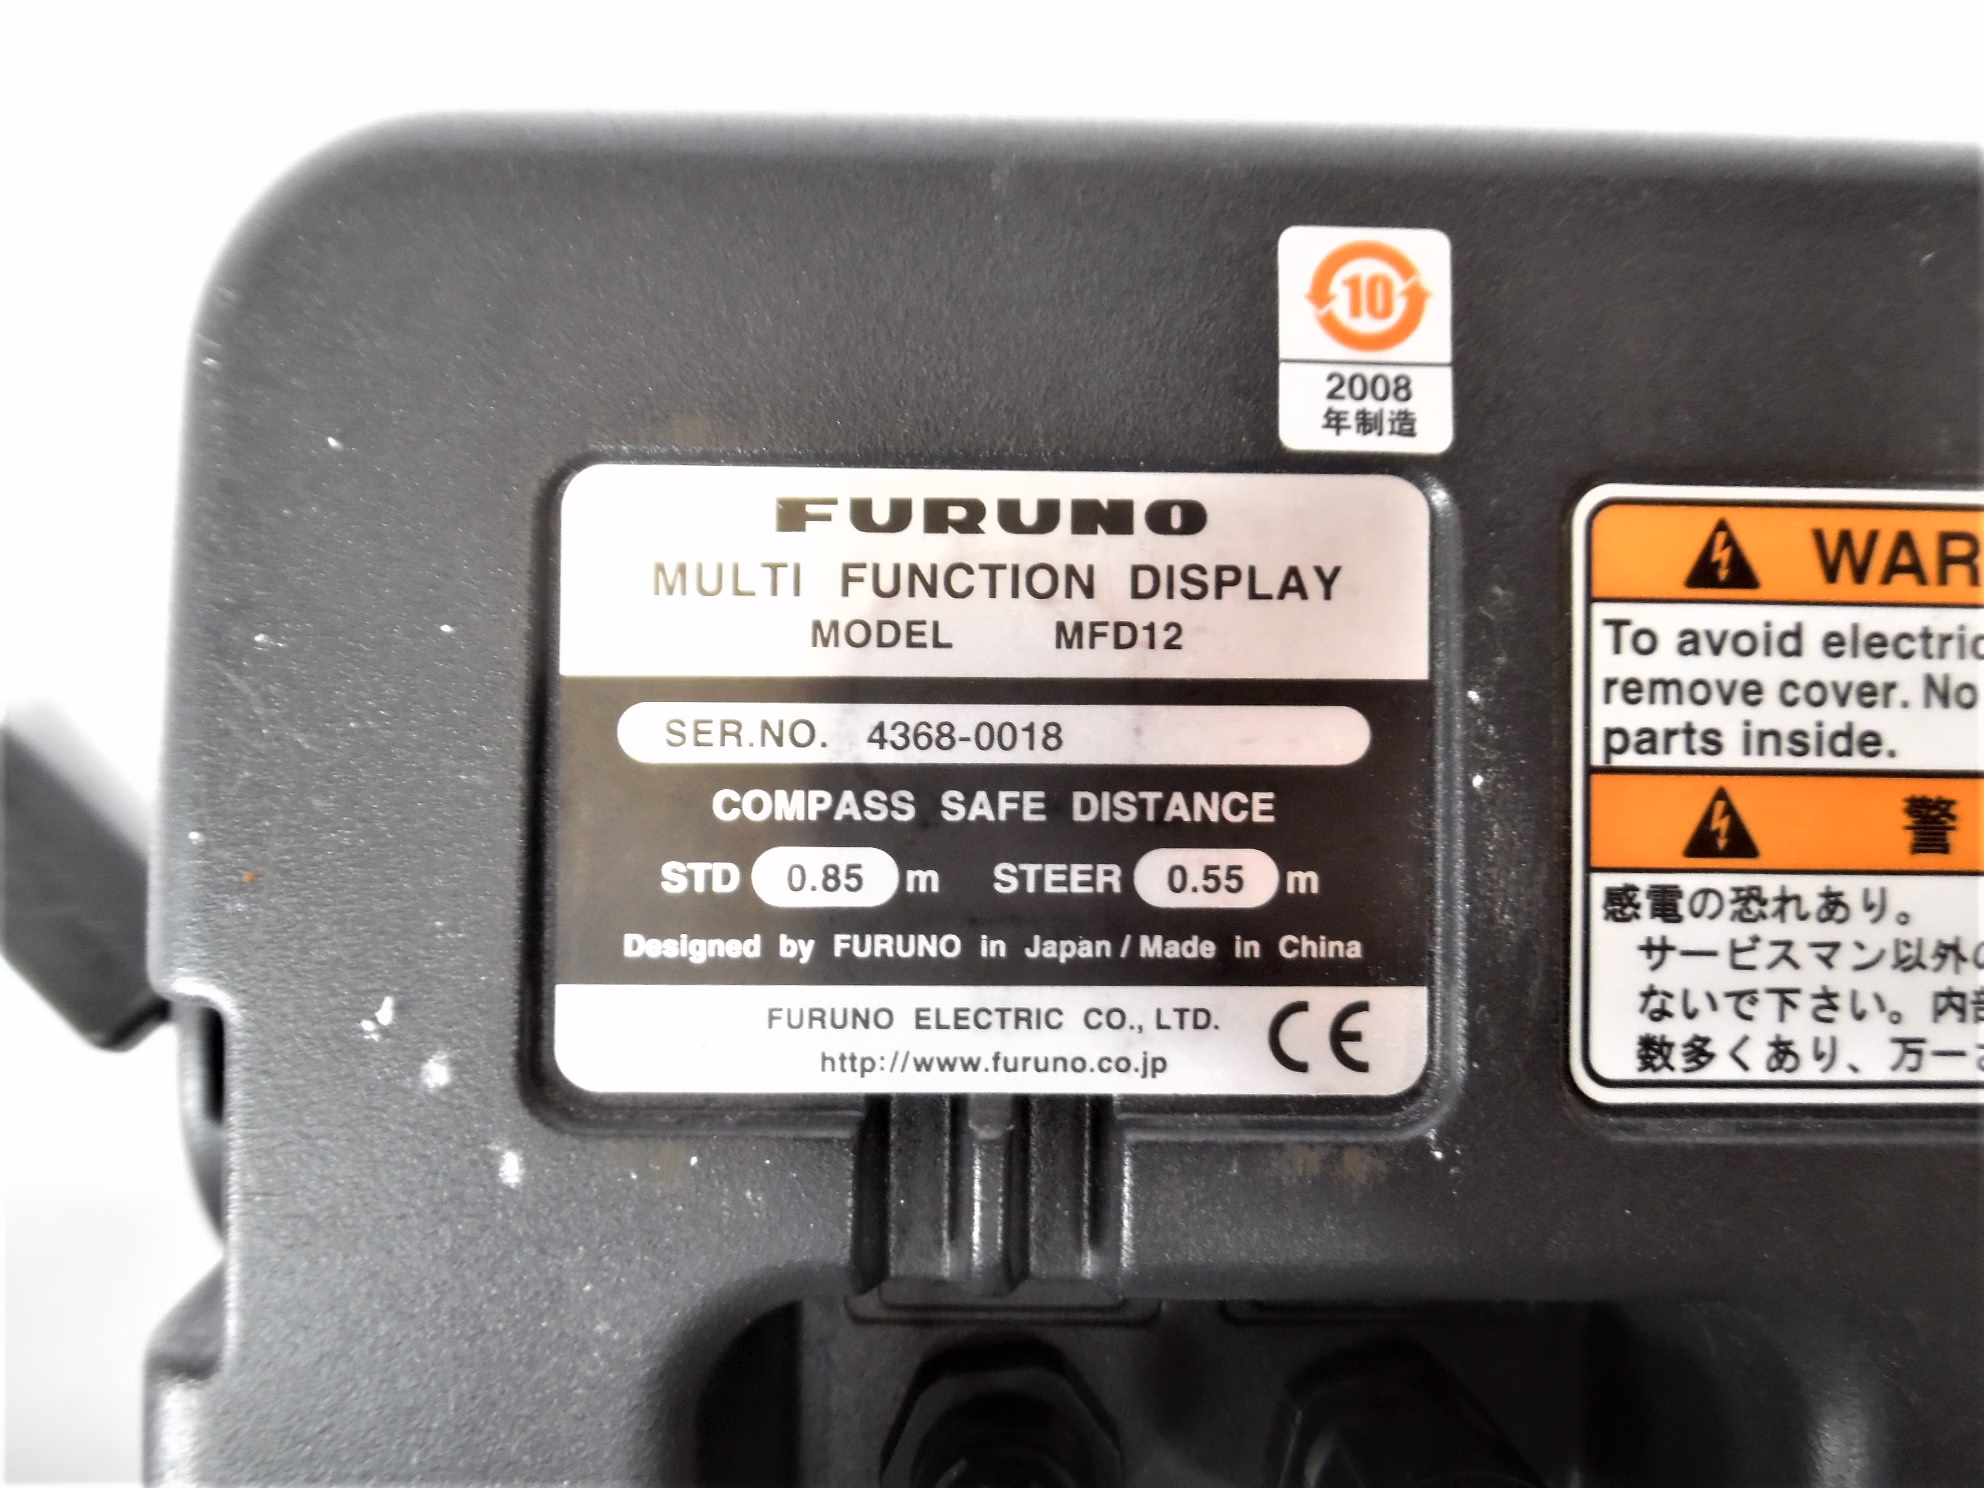 10
2008
年制造
FURUNO
MULTI FUNCTION DISPLAY
MODEL MFD12
SER.NO. 4368-0018
COMPASS SAFE DISTANCE
STD 0.85 m STEER 0.55 m
Designed by FURUNO in Japan / Made in China
FURUNO ELECTRIC CO., LTD.
http://www.furuno.co.jp
CE
To avoid
remove cover. No
parts inside.
警
感電の恐れあり。
サービスマン以外の
ないで下さい。内
数多くあり、万一